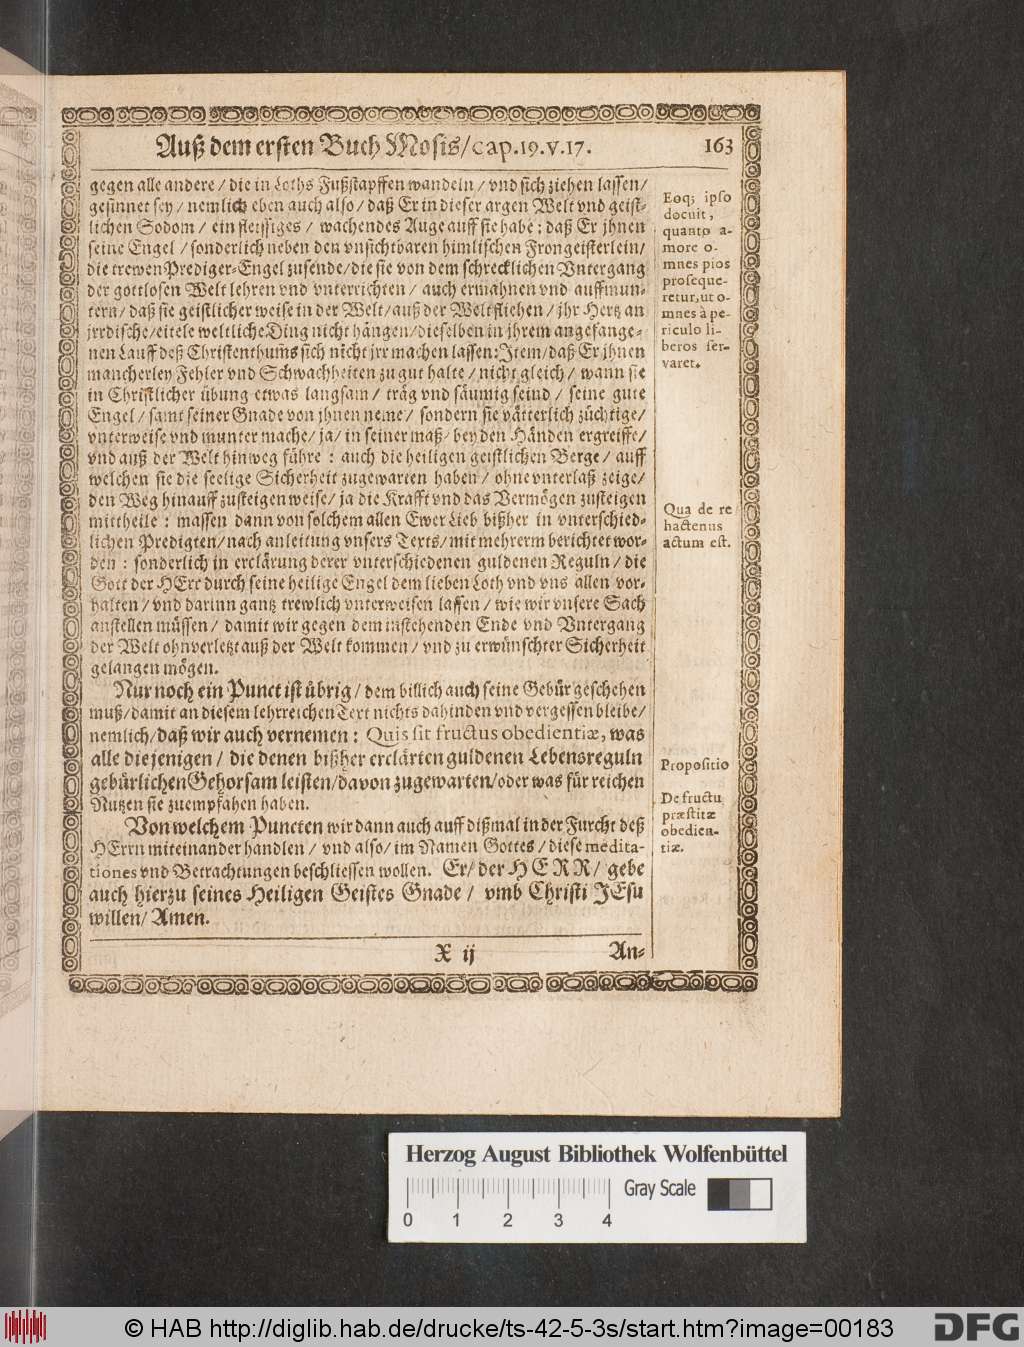 Auß dem ersten Buch Mosis/cap.19.v.17. 163
gegen alle andere / die in Loths Fußstapffen wandeln / vnd sich ziehen lassen/
gesinnet sey / nemlich eben auch also / daß Er in dieser argen Welt vnd geist-
lichen Sodom / ein fleissiges / wachendes Auge auff sie habe: daß Er jhnen
seine Engel / sonderlich neben den vnsichtbaren himlischen Frongeisterlein/
die trewen Prediger-Engel zusende/die sie von dem schrecklichen Vntergang
der gottlosen Welt lehren vnd vnterrichten / auch ermahnen vnd auffmun-
tern/ daß sie geistlicher weise in der Welt/auß der Welt fliehen / jhr Hertz an
jrrdische/eitele weltliche Ding nicht hängen/dieselben in jhrem angefange-
nen Lauff deß Christenthum̃s sich nicht jrr machen lassen: Item/daß Er jhnen
mancherley Fehler vnd Schwachheiten zu gut halte / nicht gleich / wann sie
in Christlicher übung etwas langsam / träg vnd säumig seind / seine gute
Engel / samt seiner Gnade von jhnen neme / sondern sie vätterlich züchtige/
vnterweise vnd munter mache/ ja/ in seiner maß/ bey den Händen ergreiffe/
vnd auß der Welt hinweg führe : auch die heiligen geistlichen Berge / auff
welchen sie die seelige Sicherheit zugewarten haben / ohne vnterlaß zeige/
den Weg hinauff zusteigen weise/ ja die Krafft vnd das Vermögen zusteigen
mittheile : massen dann von solchem allen Ewer Lieb bißher in vnterschied-
lichen Predigten/nach anleitung vnsers Texts/mit mehrerm berichtet wor-
den : sonderlich in erclärung derer vnterschiedenen guldenen Reguln / die
Gott der HErr durch seine heilige Engel dem lieben Loth vnd vns allen vor-
halten / vnd darinn gantz trewlich vnterweisen lassen / wie wir vnsere Sach
anstellen müssen / damit wir gegen dem instehenden Ende vnd Vntergang
der Welt ohnverletzt auß der Welt kommen / vnd zu erwünschter Sicherheit
gelangen mögen.
Nur noch ein Punct ist übrig / dem billich auch seine Gebür geschehen
muß/damit an diesem lehrreichen Text nichts dahinden vnd vergessen bleibe/
nemlich/daß wir auch vernemen : Quis sit fructus obedientiæ, was
alle diejenigen / die denen bißher erclärten guldenen Lebensreguln
gebürlichen Gehorsam leisten/davon zugewarten/oder was für reichen
Nutzen sie zuempfahen haben.
Von welchem Puncten wir dann auch auff dißmal in der Furcht deß
HErrn miteinander handlen / vnd also/ im Namen Gottes / diese medita-
tiones vnd Betrachtungen beschliessen wollen. Er/ der HERR/ gebe
auch hierzu seines Heiligen Geistes Gnade / vmb Christi JEsu
willen/ Amen.
X ij An-
Eoq; ipso
docuit,
quanto a-
more o-
mnes pios
proseque-
retur, ut o-
mnes à pe-
riculo li-
beros ser-
varet.
Qua de re
hactenus
actum est.
Propositio
De fructu
præstitæ
obedien-
tiæ.
Herzog August Bibliothek Wolfenbüttel
Gray Scale
0 1 2 3 4
© HAB http://diglib.hab.de/drucke/ts-42-5-3s/start.htm?image=00183
DFG